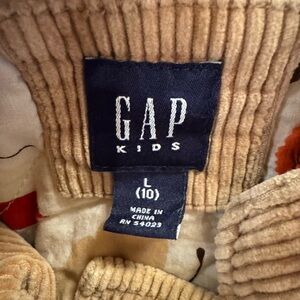 GAP
KIDS
L
(10)
MADE IN
CHINA
RN 54023